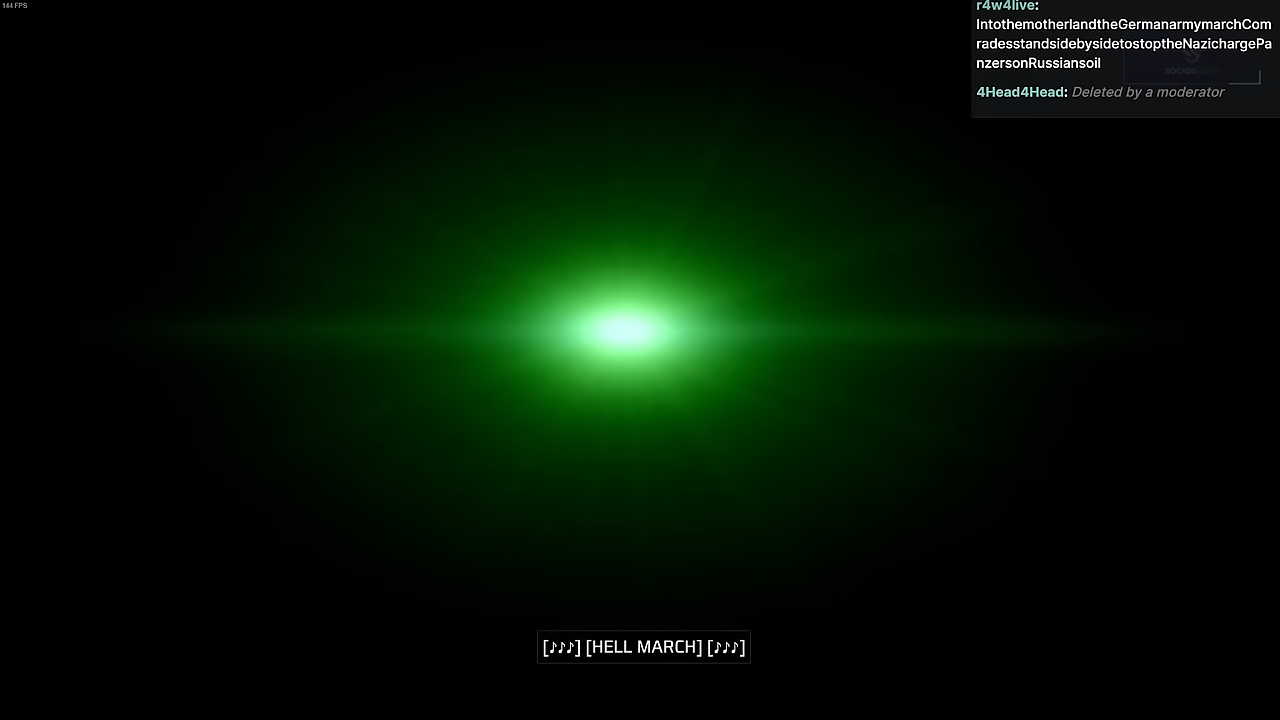 144 FPS
r4w4live:
IntothemotherlandtheGermanarmymarchCom
radesstandsidebysidetostoptheNazichargePa
nzersonRussiansoil
4Head4Head: Deleted by a moderator
[♪♪♪] [HELL MARCH] [♪♪♪]